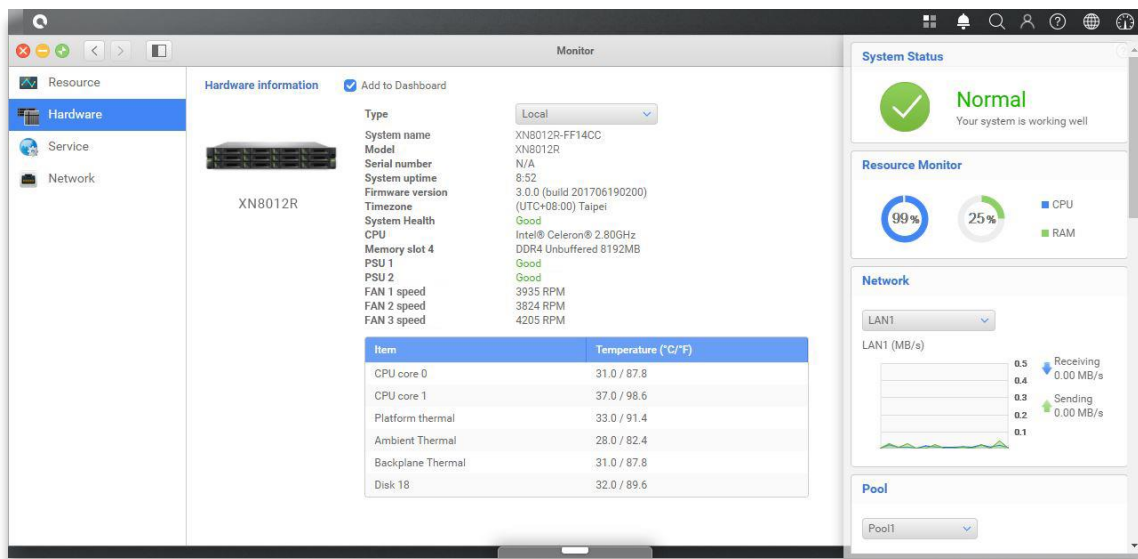 Monitor
Resource
Hardware
Service
Network
Hardware information
Add to Dashboard
XN8012R
Type Local
System name XN8012R-FF14CC
Model XN8012R
Serial number N/A
System uptime 8:52
Firmware version 3.0.0 (build 201706190200)
Timezone (UTC+08:00) Taipei
System Health Good
CPU Intel® Celeron® 2.80GHz
Memory slot 4 DDR4 Unbuffered 8192MB
PSU 1 Good
PSU 2 Good
FAN 1 speed 3935 RPM
FAN 2 speed 3824 RPM
FAN 3 speed 4205 RPM
Item Temperature (°C/°F)
CPU core 0 31.0 / 87.8
CPU core 1 37.0 / 98.6
Platform thermal 33.0 / 91.4
Ambient Thermal 28.0 / 82.4
Backplane Thermal 31.0 / 87.8
Disk 18 32.0 / 89.6
System Status
Normal
Your system is working well
Resource Monitor
99% 25%
CPU
RAM
Network
LAN1
LAN1 (MB/s)
0.5
0.4
0.3
0.2
0.1
Receiving
0.00 MB/s
Sending
0.00 MB/s
Pool
Pool1